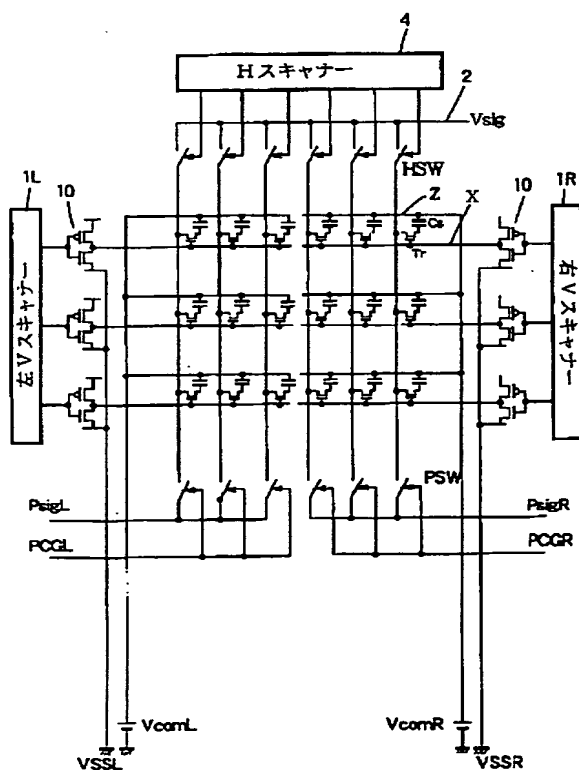 4
Hスキャナー
2
Vsig
HSW
1L
10
Z
X
10
1R
Cs
Tr
左Vスキャナー
右Vスキャナー
PSW
PsigL
PsigR
PCGL
PCGR
VcomL
VcomR
VSSL
VSSR